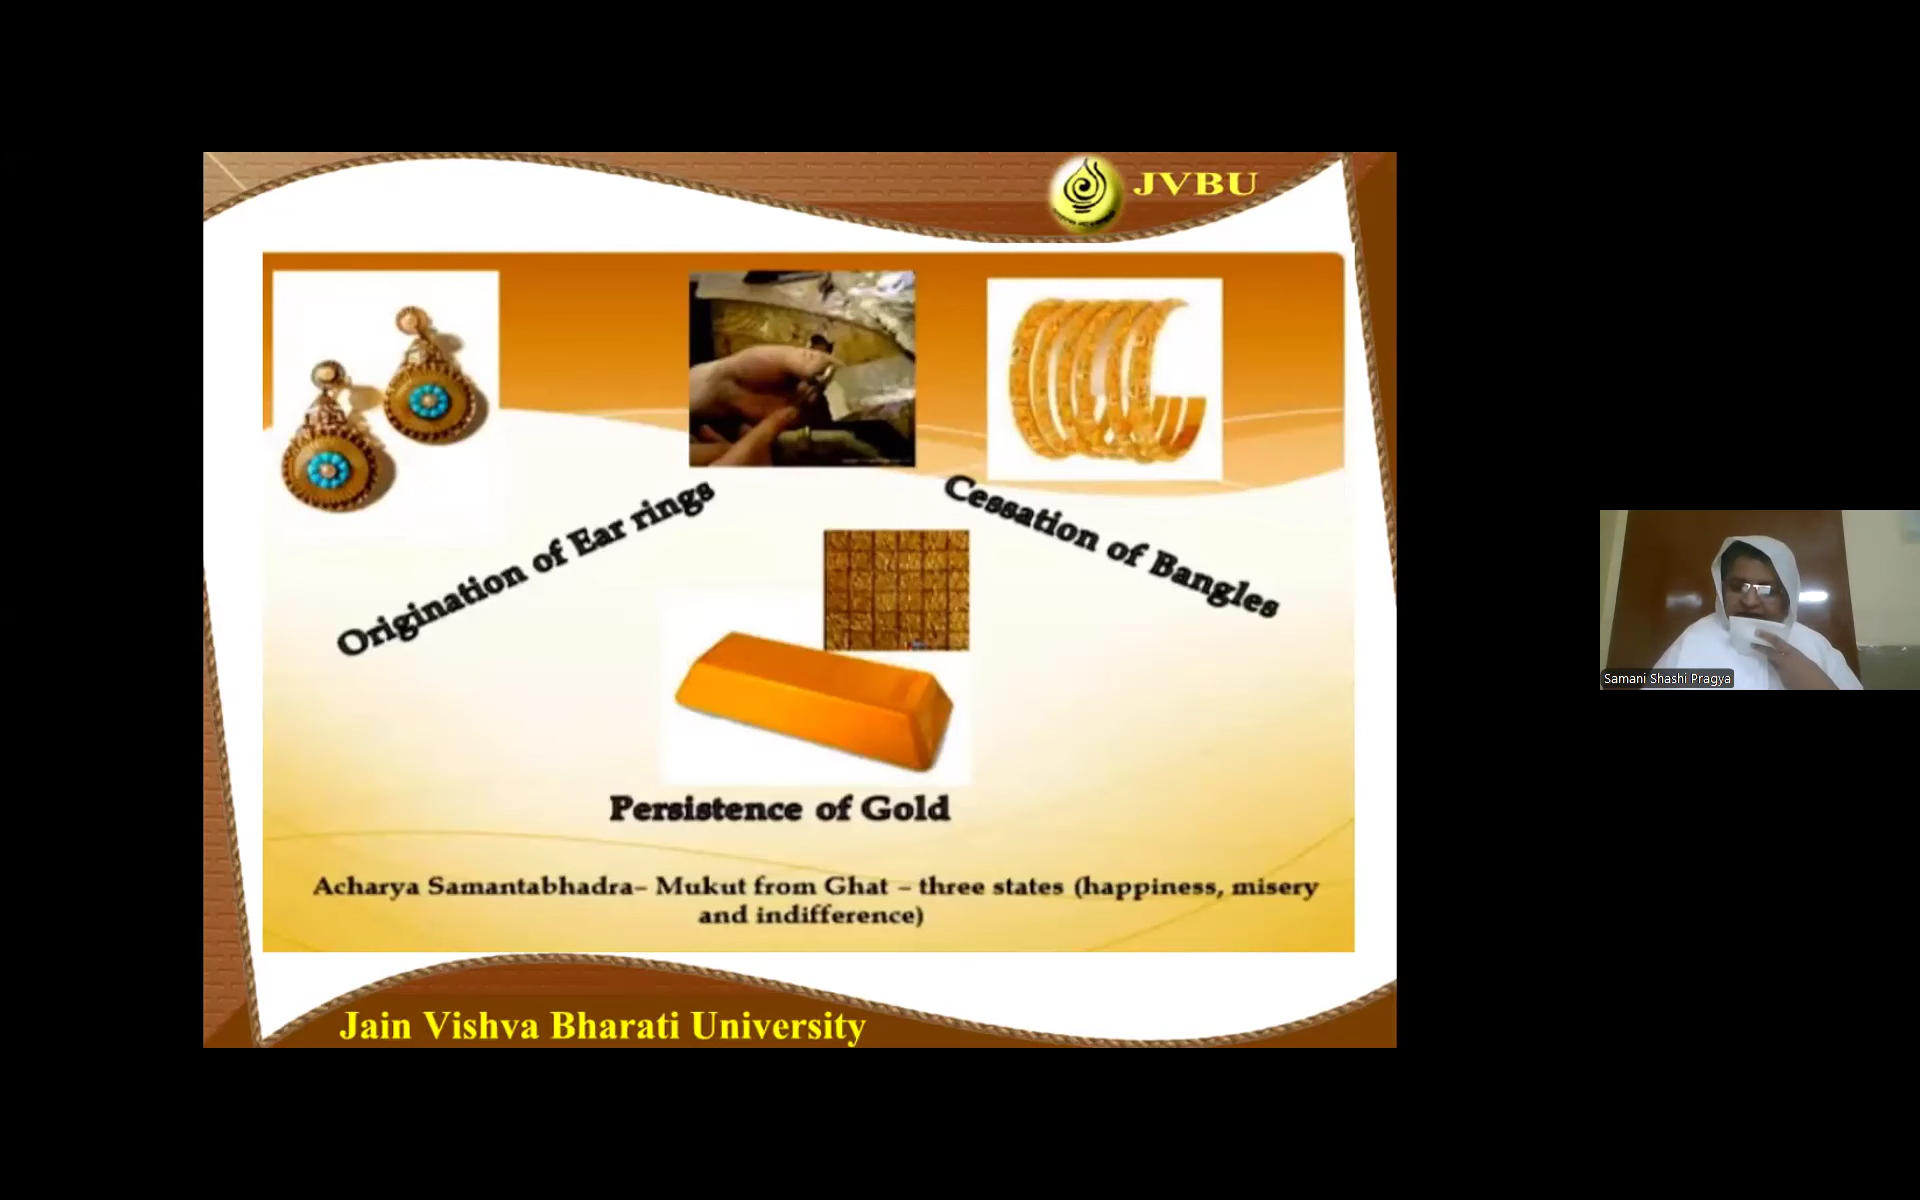 JVBU
Origination of Ear rings
Cessation of Bangles
Persistence of Gold
Acharya Samantabhadra– Mukut from Ghat – three states (happiness, misery
and indifference)
Jain Vishva Bharati University
Samani Shashi Pragya